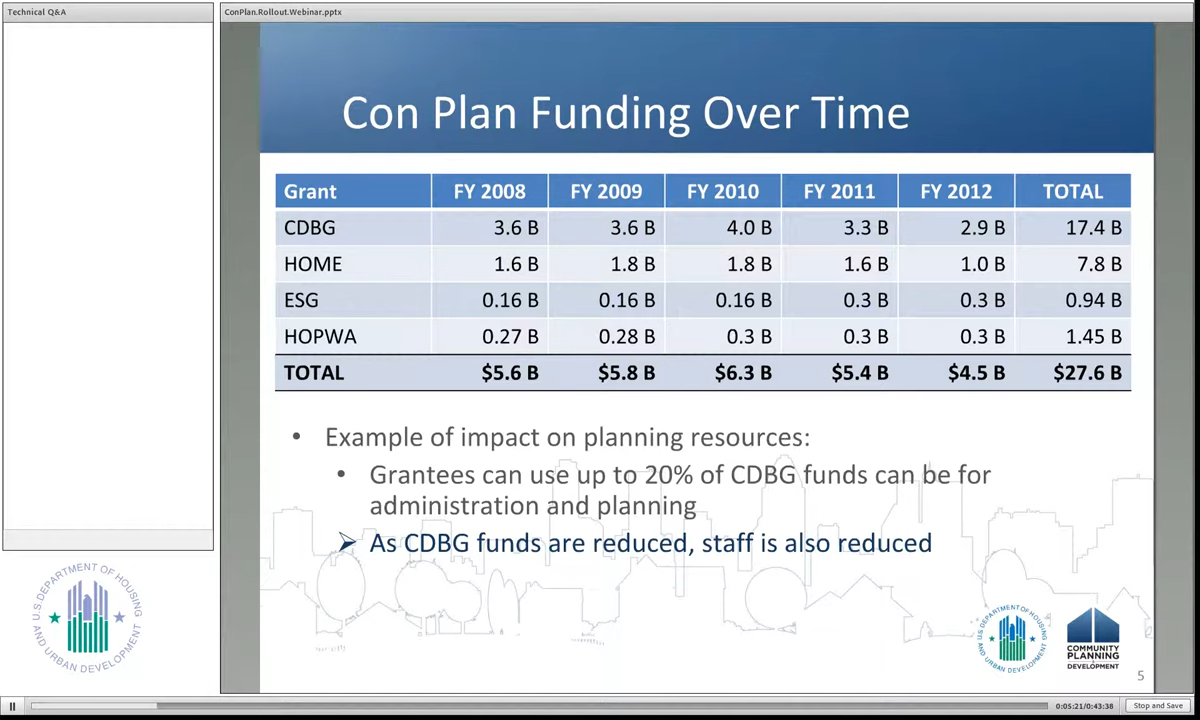 Technical Q&A
ConPlan.Rollout.Webinar.pptx
Con Plan Funding Over Time
Grant FY 2008 FY 2009 FY 2010 FY 2011 FY 2012 TOTAL
CDBG 3.6 B 3.6 B 4.0 B 3.3 B 2.9 B 17.4 B
HOME 1.6 B 1.8 B 1.8 B 1.6 B 1.0 B 7.8 B
ESG 0.16 B 0.16 B 0.16 B 0.3 B 0.3 B 0.94 B
HOPWA 0.27 B 0.28 B 0.3 B 0.3 B 0.3 B 1.45 B
TOTAL $5.6 B $5.8 B $6.3 B $5.4 B $4.5 B $27.6 B
• Example of impact on planning resources:
• Grantees can use up to 20% of CDBG funds can be for
administration and planning
➢ As CDBG funds are reduced, staff is also reduced
U.S. DEPARTMENT OF HOUSING
AND URBAN DEVELOPMENT
U.S. DEPARTMENT OF HOUSING
AND URBAN DEVELOPMENT
COMMUNITY
PLANNING
DEVELOPMENT
5
0:05:21/0:43:38
Stop and Save